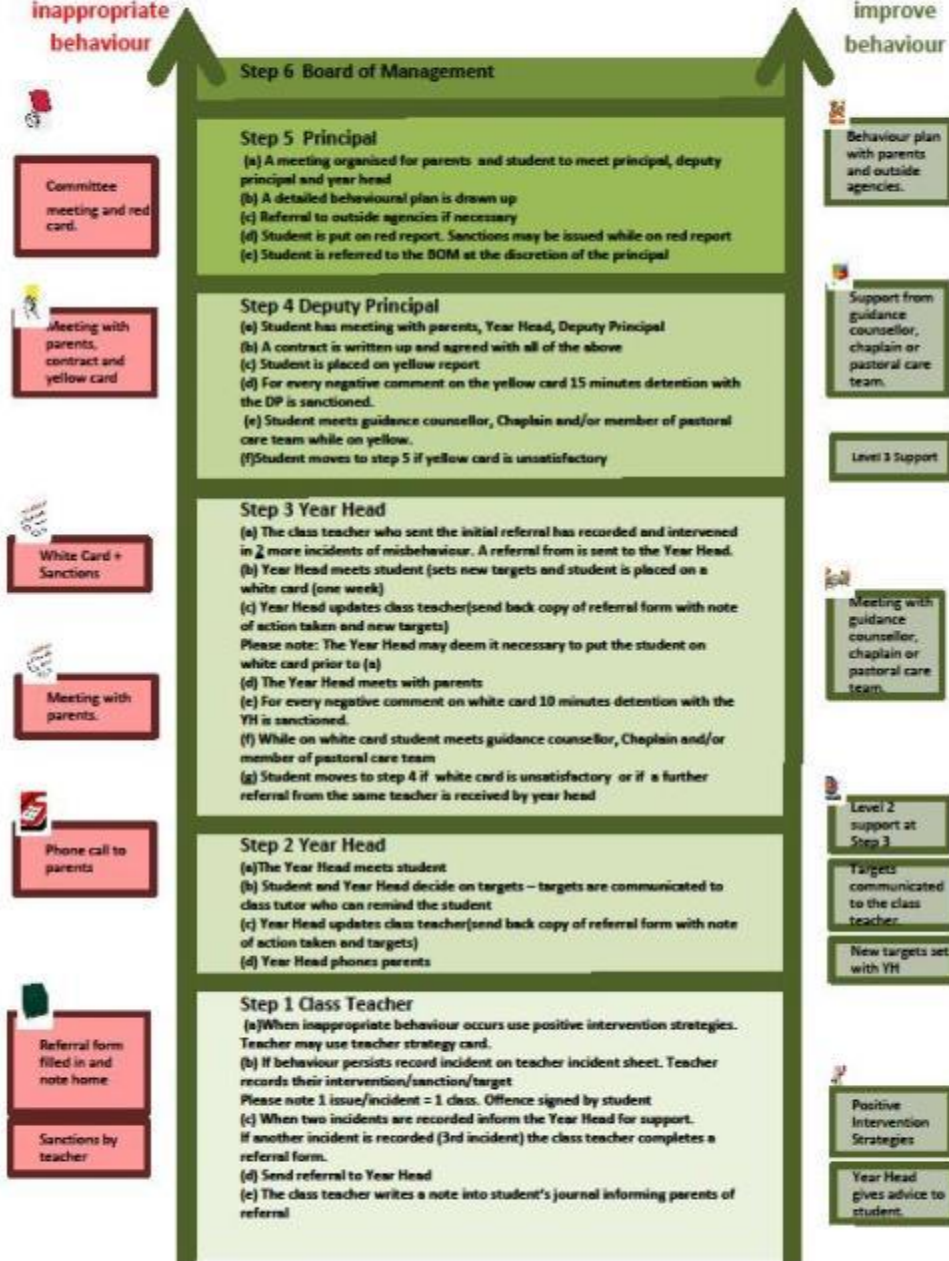 inappropriate
behaviour
Committee
meeting and red
card.
Meeting with
parents,
contract and
yellow card
White Card +
Sanctions
Meeting with
parents.
Phone call to
parents
Referral form
filled in and
note home
Sanctions by
teacher
Step 6 Board of Management
Step 5 Principal
(a) A meeting organised for parents and student to meet principal, deputy
principal and year head
(b) A detailed behavioural plan is drawn up
(c) Referral to outside agencies if necessary
(d) Student is put on red report. Sanctions may be issued while on red report
(e) Student is referred to the BOM at the discretion of the principal
Step 4 Deputy Principal
(a) Student has meeting with parents, Year Head, Deputy Principal
(b) A contract is written up and agreed with all of the above
(c) Student is placed on yellow report
(d) For every negative comment on the yellow card 15 minutes detention with
the DP is sanctioned.
(e) Student meets guidance counsellor, Chaplain and/or member of pastoral
care team while on yellow.
(f)Student moves to step 5 if yellow card is unsatisfactory
Step 3 Year Head
(a) The class teacher who sent the initial referral has recorded and intervened
in 2 more incidents of misbehaviour. A referral from is sent to the Year Head.
(b) Year Head meets student (sets new targets and student is placed on a
white card (one week)
(c) Year Head updates class teacher(send back copy of referral form with note
of action taken and new targets)
Please note: The Year Head may deem it necessary to put the student on
white card prior to (a)
(d) The Year Head meets with parents
(e) For every negative comment on white card 10 minutes detention with the
YH is sanctioned.
(f) While on white card student meets guidance counsellor, Chaplain and/or
member of pastoral care team
(g) Student moves to step 4 if white card is unsatisfactory or if a further
referral from the same teacher is received by year head
Step 2 Year Head
(a)The Year Head meets student
(b) Student and Year Head decide on targets – targets are communicated to
class tutor who can remind the student
(c) Year Head updates class teacher(send back copy of referral form with note
of action taken and targets)
(d) Year Head phones parents
Step 1 Class Teacher
(a)When inappropriate behaviour occurs use positive intervention strategies.
Teacher may use teacher strategy card.
(b) If behaviour persists record incident on teacher incident sheet. Teacher
records their intervention/sanction/target
Please note 1 issue/incident = 1 class. Offence signed by student
(c) When two incidents are recorded inform the Year Head for support.
If another incident is recorded (3rd incident) the class teacher completes a
referral form.
(d) Send referral to Year Head
(e) The class teacher writes a note into student's journal informing parents of
referral
improve
behaviour
Behaviour plan
with parents
and outside
agencies.
Support from
guidance
counsellor,
chaplain or
pastoral care
team.
Level 3 Support
Meeting with
guidance
counsellor,
chaplain or
pastoral care
team.
Level 2
support at
Step 3
Targets
communicated
to the class
teacher
New targets set
with YH
Positive
Intervention
Strategies
Year Head
gives advice to
student.